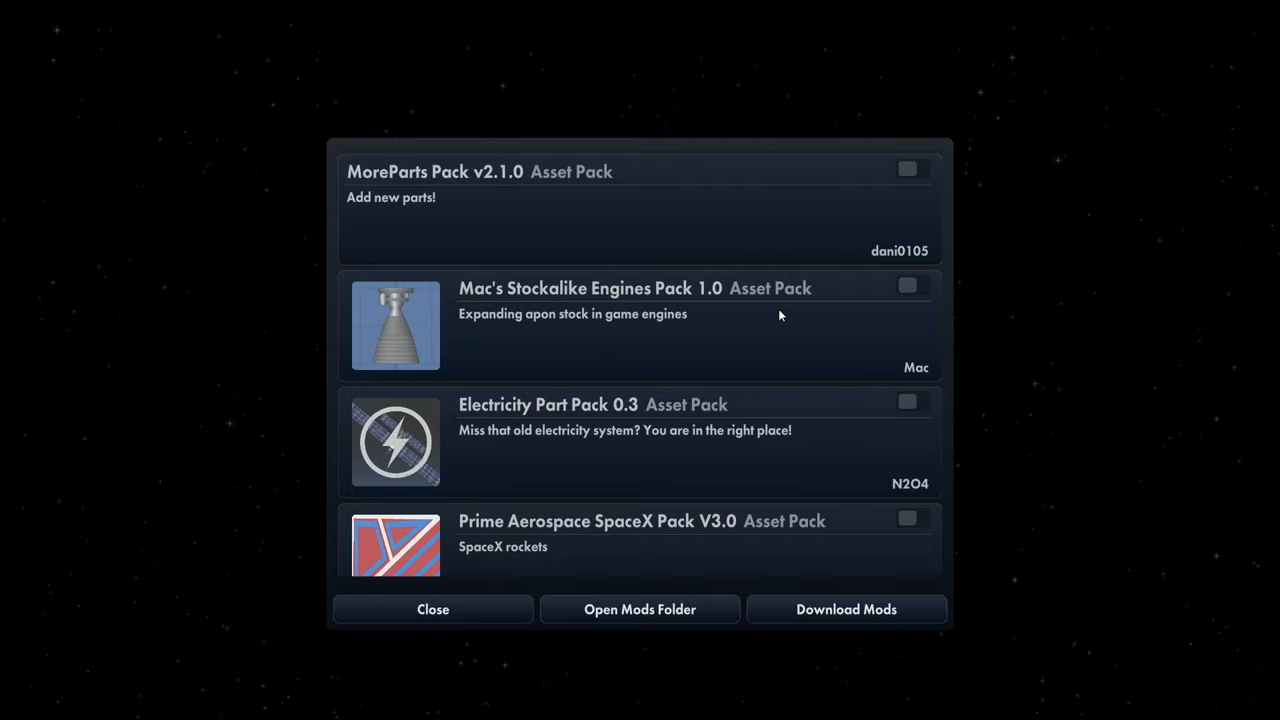 MoreParts Pack v2.1.0 Asset Pack
Add new parts!
dani0105
Mac's Stockalike Engines Pack 1.0 Asset Pack
Expanding apon stock in game engines
Mac
Electricity Part Pack 0.3 Asset Pack
Miss that old electricity system? You are in the right place!
N2O4
Prime Aerospace SpaceX Pack V3.0 Asset Pack
SpaceX rockets
Close
Open Mods Folder
Download Mods